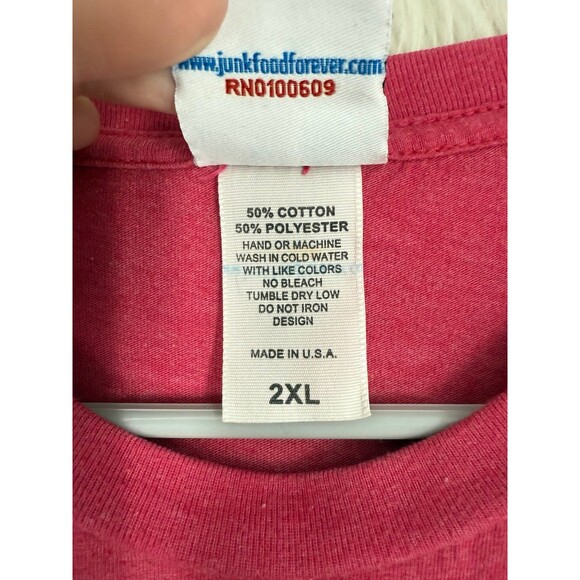 www.junkfoodforever.com
RN0100609
50% COTTON
50% POLYESTER
HAND OR MACHINE
WASH IN COLD WATER
WITH LIKE COLORS
NO BLEACH
TUMBLE DRY LOW
DO NOT IRON
DESIGN
MADE IN U.S.A.
2XL